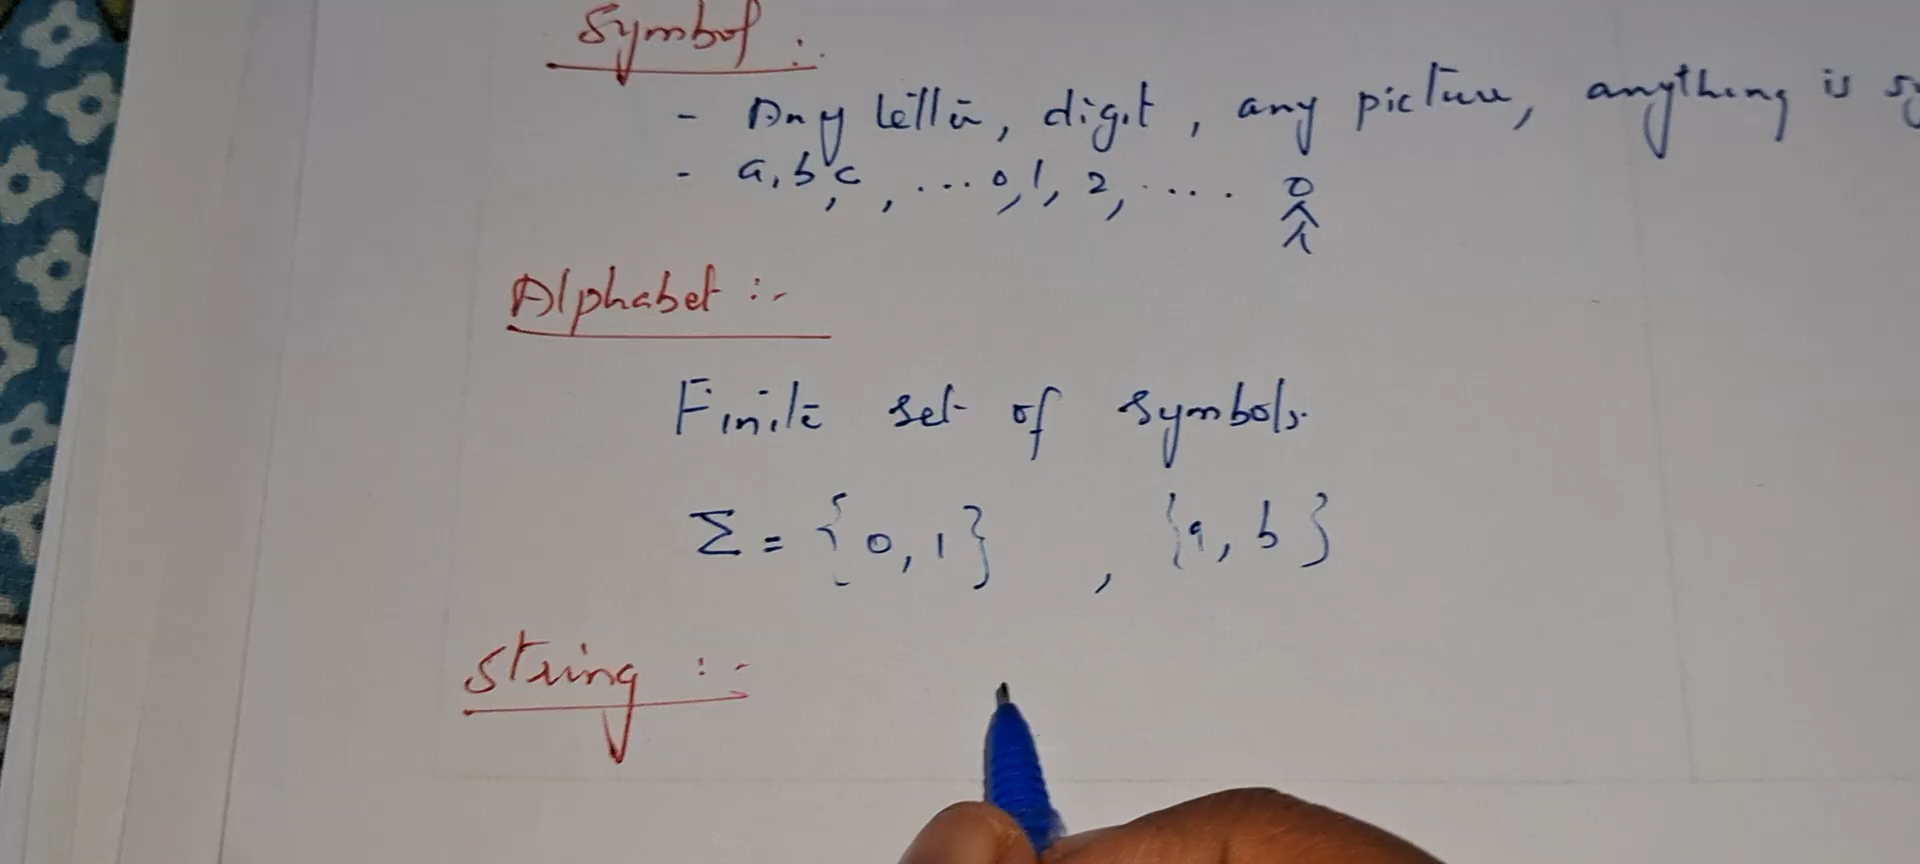 Symbol :-
- Any letter, digit, any picture, anything is sy
- a, b, c, ... 0, 1, 2, ....
Alphabet :-
Finite set of symbols.
Σ = {0, 1} , {a, b}
String :-